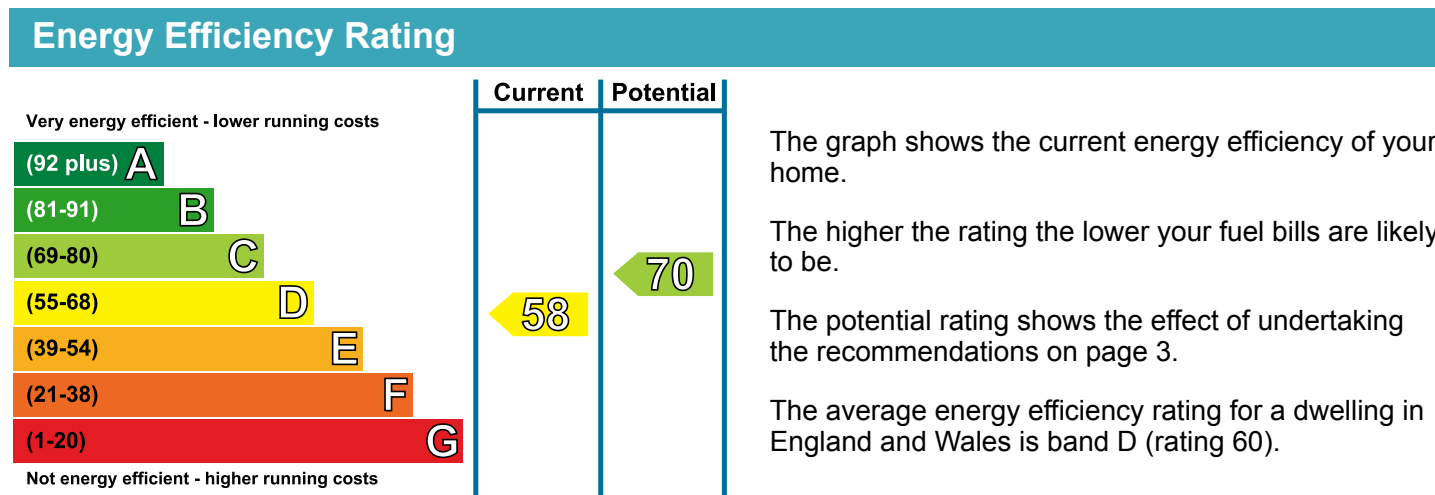 Energy Efficiency Rating
Current Potential
Very energy efficient - lower running costs
(92 plus) A
(81-91) B
(69-80) C
(55-68) D
(39-54) E
(21-38) F
(1-20) G
Not energy efficient - higher running costs
58
70
The graph shows the current energy efficiency of your
home.
The higher the rating the lower your fuel bills are likely
to be.
The potential rating shows the effect of undertaking
the recommendations on page 3.
The average energy efficiency rating for a dwelling in
England and Wales is band D (rating 60).